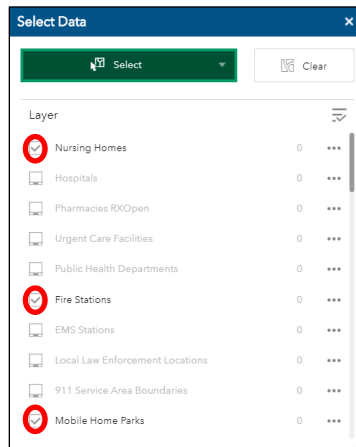 Select Data
Select
Clear
Layer
Nursing Homes 0
Hospitals 0
Pharmacies RXOpen 0
Urgent Care Facilities 0
Public Health Departments 0
Fire Stations 0
EMS Stations 0
Local Law Enforcement Locations 0
911 Service Area Boundaries 0
Mobile Home Parks 0